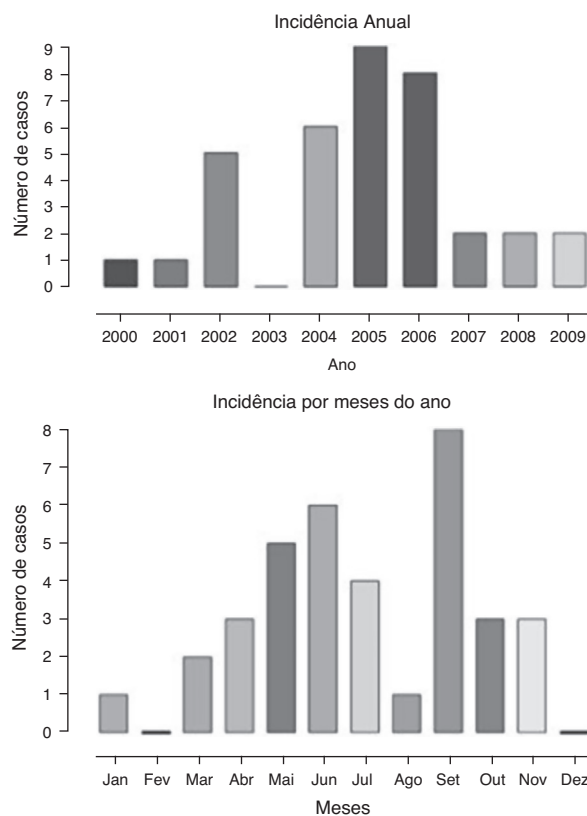 Incidência Anual
Número de casos
9
8
7
6
5
4
3
2
1
0
2000 2001 2002 2003 2004 2005 2006 2007 2008 2009
Ano
Incidência por meses do ano
Número de casos
8
7
6
5
4
3
2
1
0
Jan Fev Mar Abr Mai Jun Jul Ago Set Out Nov Dez
Meses